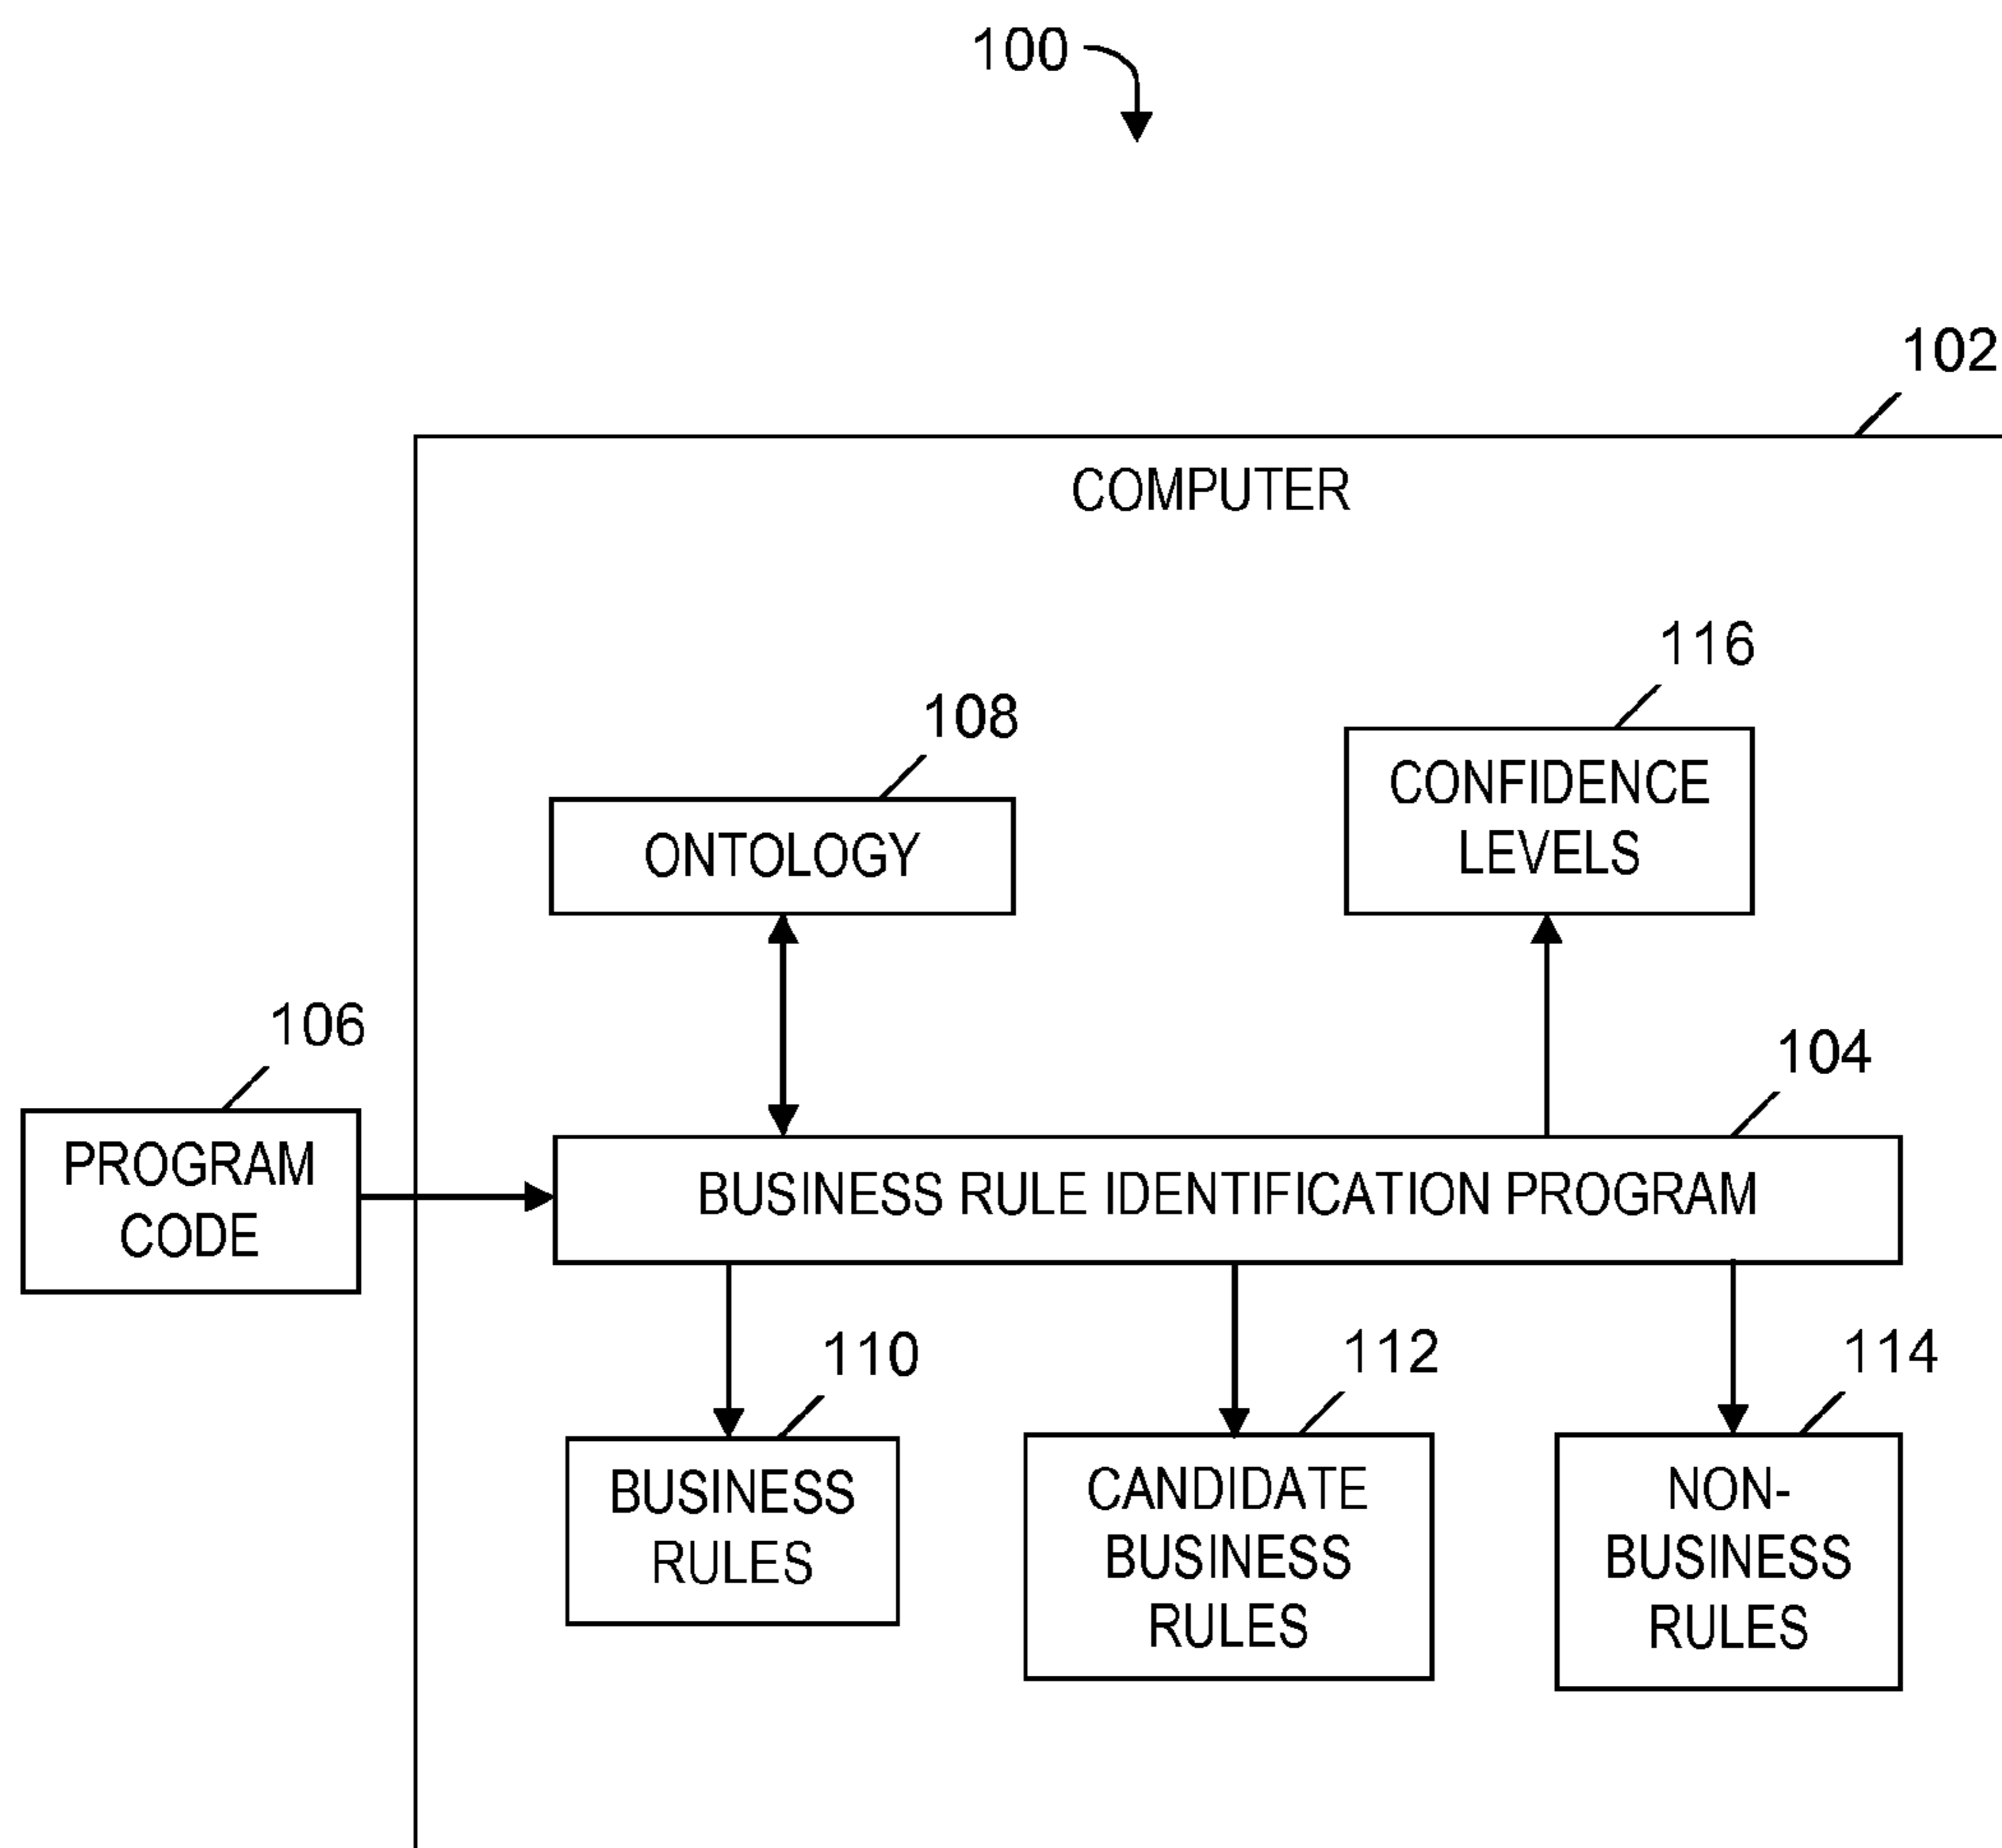 100
102
COMPUTER
116
CONFIDENCE
LEVELS
108
ONTOLOGY
106
PROGRAM
CODE
104
BUSINESS RULE IDENTIFICATION PROGRAM
110
BUSINESS
RULES
112
CANDIDATE
BUSINESS
RULES
114
NON-
BUSINESS
RULES